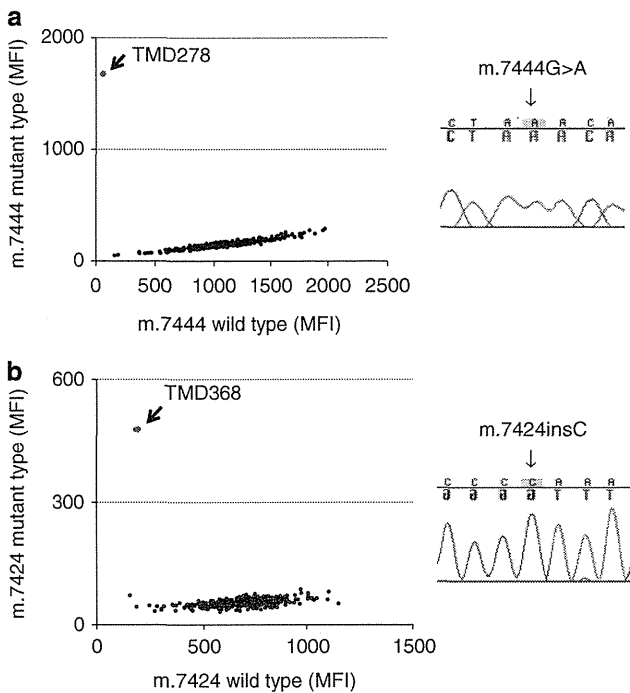 a
m.7444 mutant type (MFI)
2000
1000
0
TMD278
0 500 1000 1500 2000 2500
m.7444 wild type (MFI)
m.7444G>A
↓
C T A A A C A
C T A A A C A
b
m.7424 mutant type (MFI)
600
300
0
TMD368
0 500 1000 1500
m.7424 wild type (MFI)
m.7424insC
↓
C C C C A A A